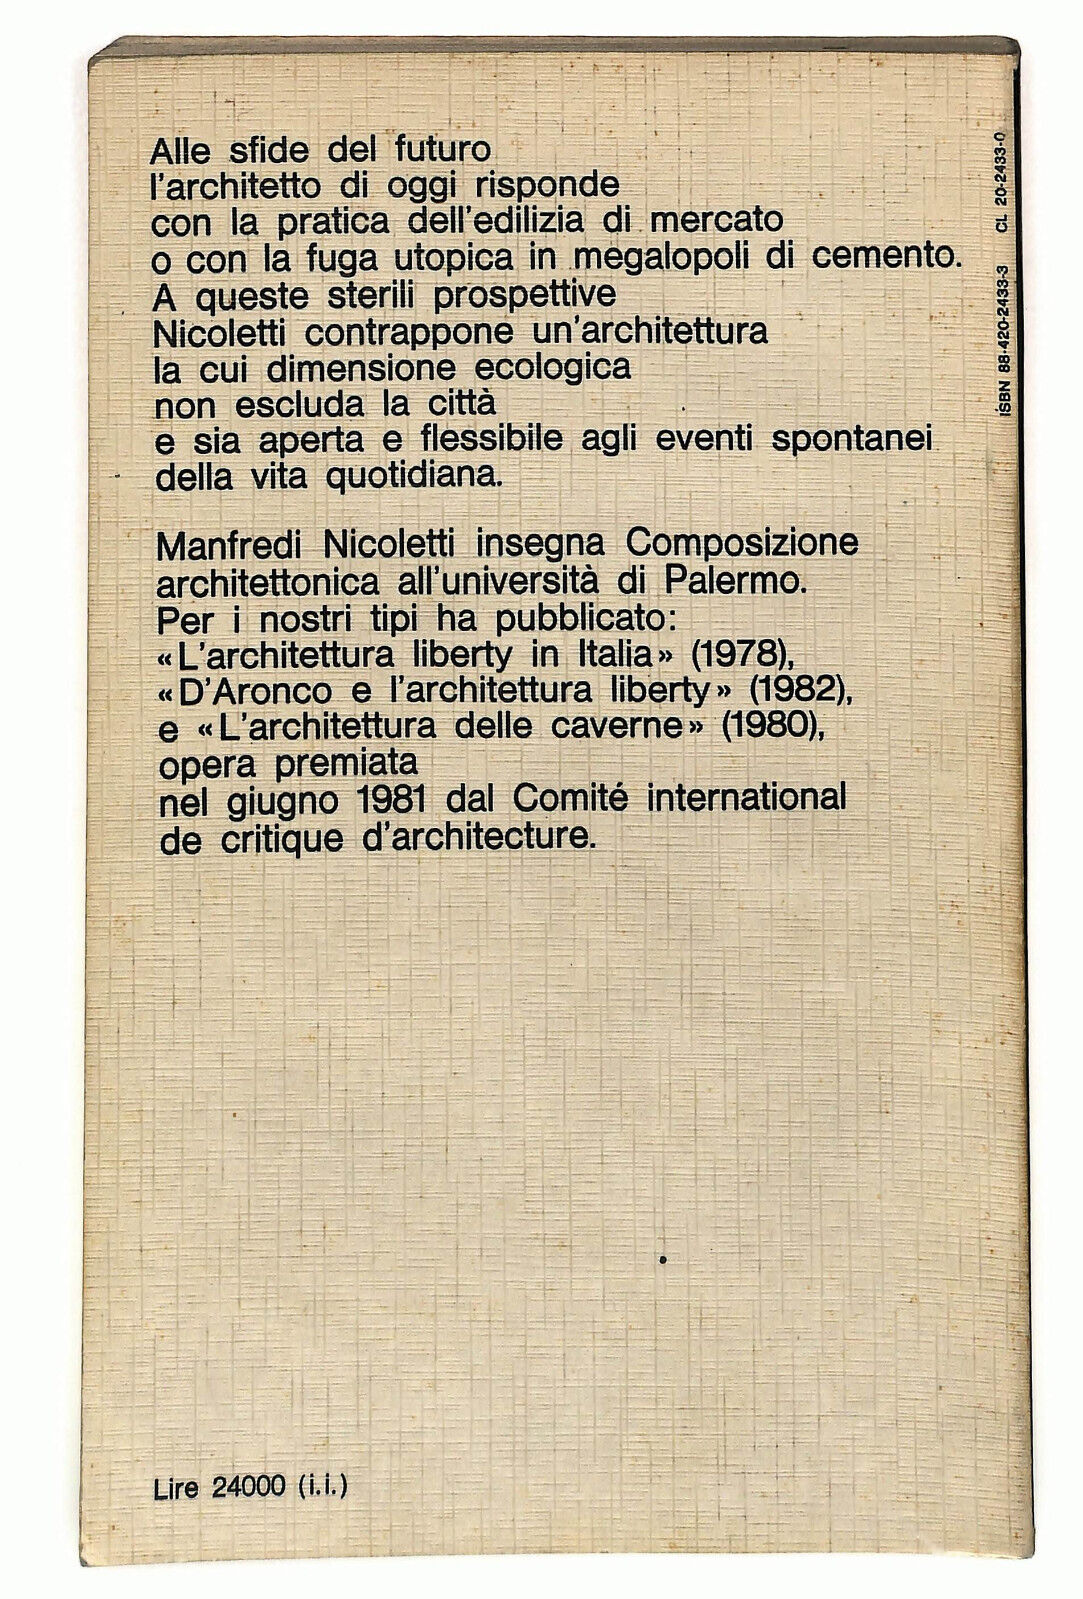 Alle sfide del futuro
l'architetto di oggi risponde
con la pratica dell'edilizia di mercato
o con la fuga utopica in megalopoli di cemento.
A queste sterili prospettive
Nicoletti contrappone un'architettura
la cui dimensione ecologica
non escluda la città
e sia aperta e flessibile agli eventi spontanei
della vita quotidiana.
Manfredi Nicoletti insegna Composizione
architettonica all'università di Palermo.
Per i nostri tipi ha pubblicato:
«L'architettura liberty in Italia» (1978),
«D'Aronco e l'architettura liberty» (1982),
e «L'architettura delle caverne» (1980),
opera premiata
nel giugno 1981 dal Comité international
de critique d'architecture.
Lire 24000 (i.i.)
ISBN 88-420-2433-3 CL 20-2433-0